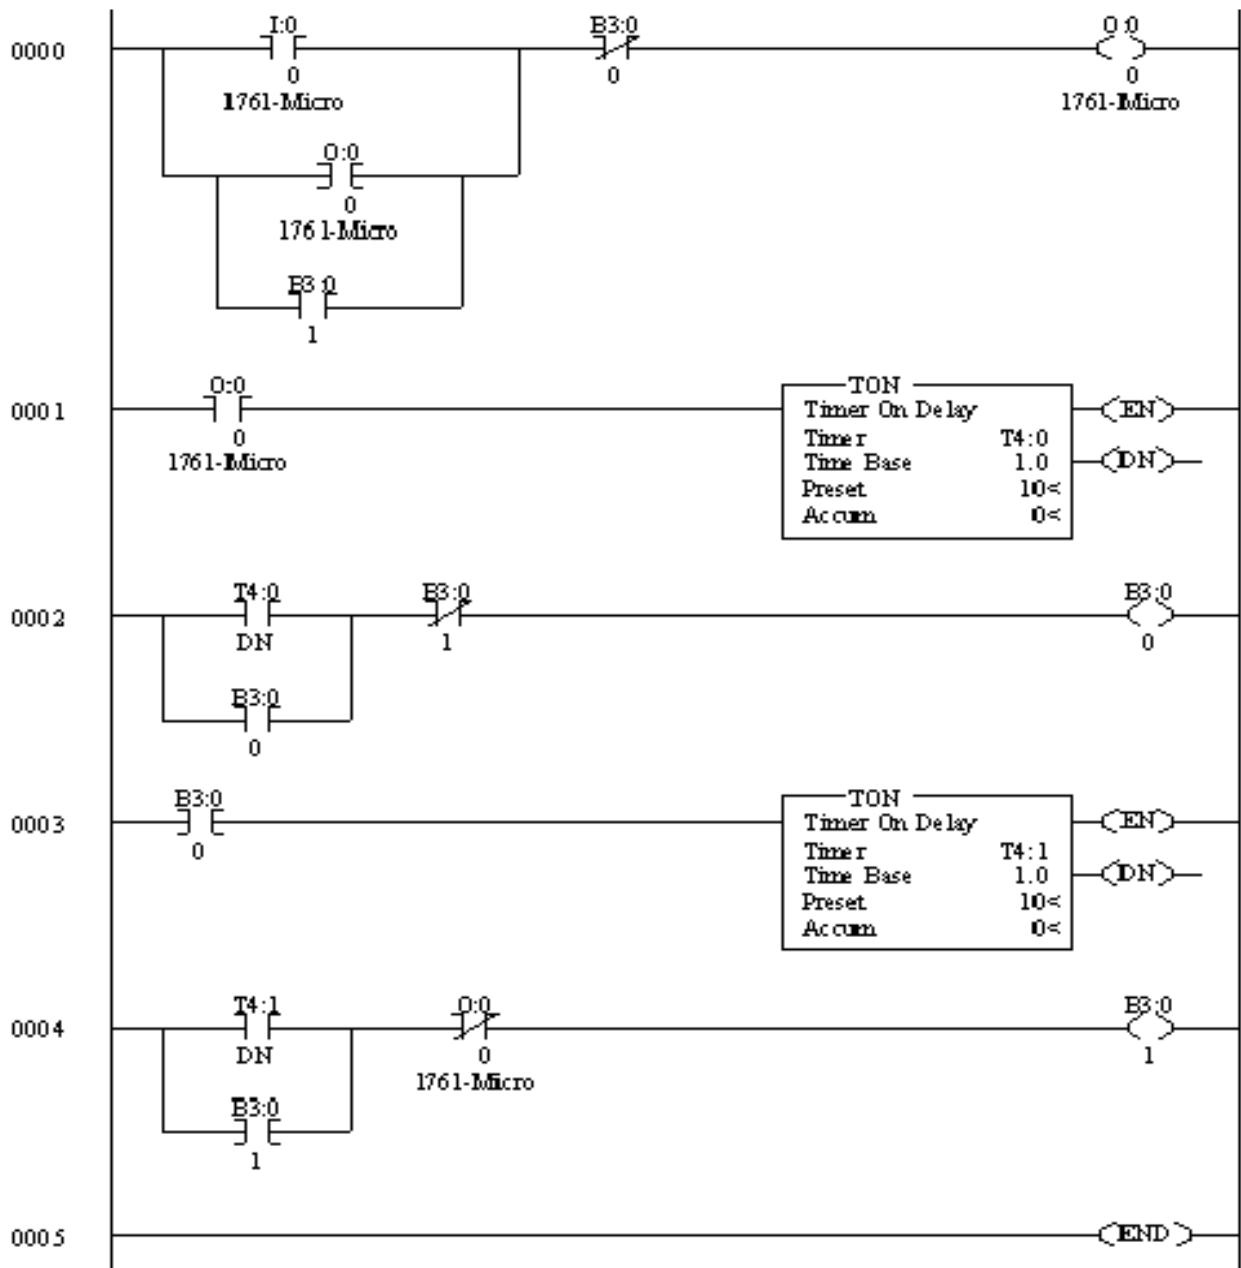 I:0 B3:0 O:0
0000
0 0 0
1761-Micro 1761-Micro
O:0
0
1761-Micro
B3:0
1
O:0 TON
0001 Timer On Delay EN
0 Timer T4:0
1761-Micro Time Base 1.0 DN
Preset 10<
Accum 0<
T4:0 B3:0 B3:0
0002
DN 1 0
B3:0
0
B3:0 TON
0003 Timer On Delay EN
0 Timer T4:1
Time Base 1.0 DN
Preset 10<
Accum 0<
T4:1 O:0 B3:0
0004
DN 0 1
1761-Micro
B3:0
1
0005 END